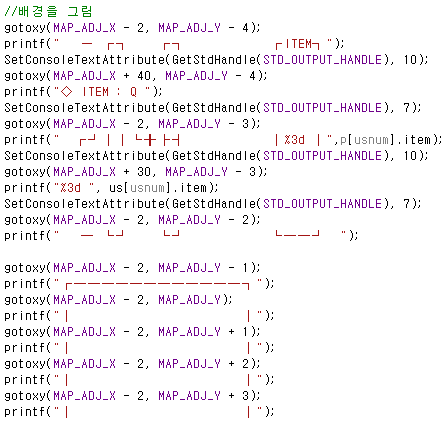 //배경을 그림
gotoxy(MAP_ADJ_X - 2, MAP_ADJ_Y - 4);
printf("   ─  ┌┐     ┌┐            ┌ITEM┐ ");
SetConsoleTextAttribute(GetStdHandle(STD_OUTPUT_HANDLE), 10);
gotoxy(MAP_ADJ_X + 40, MAP_ADJ_Y - 4);
printf("◇ ITEM : Q ");
SetConsoleTextAttribute(GetStdHandle(STD_OUTPUT_HANDLE), 7);
gotoxy(MAP_ADJ_X - 2, MAP_ADJ_Y - 3);
printf("  ┌┘││└╂├┤            │%3d │",p[usnum].item);
SetConsoleTextAttribute(GetStdHandle(STD_OUTPUT_HANDLE), 10);
gotoxy(MAP_ADJ_X + 30, MAP_ADJ_Y - 3);
printf("%3d ", us[usnum].item);
SetConsoleTextAttribute(GetStdHandle(STD_OUTPUT_HANDLE), 7);
gotoxy(MAP_ADJ_X - 2, MAP_ADJ_Y - 2);
printf("   ─  └┘     └┘            └──┘   ");
gotoxy(MAP_ADJ_X - 2, MAP_ADJ_Y - 1);
printf("┌────────────┐");
gotoxy(MAP_ADJ_X - 2, MAP_ADJ_Y);
printf("│                        │");
gotoxy(MAP_ADJ_X - 2, MAP_ADJ_Y + 1);
printf("│                        │");
gotoxy(MAP_ADJ_X - 2, MAP_ADJ_Y + 2);
printf("│                        │");
gotoxy(MAP_ADJ_X - 2, MAP_ADJ_Y + 3);
printf("│                        │");